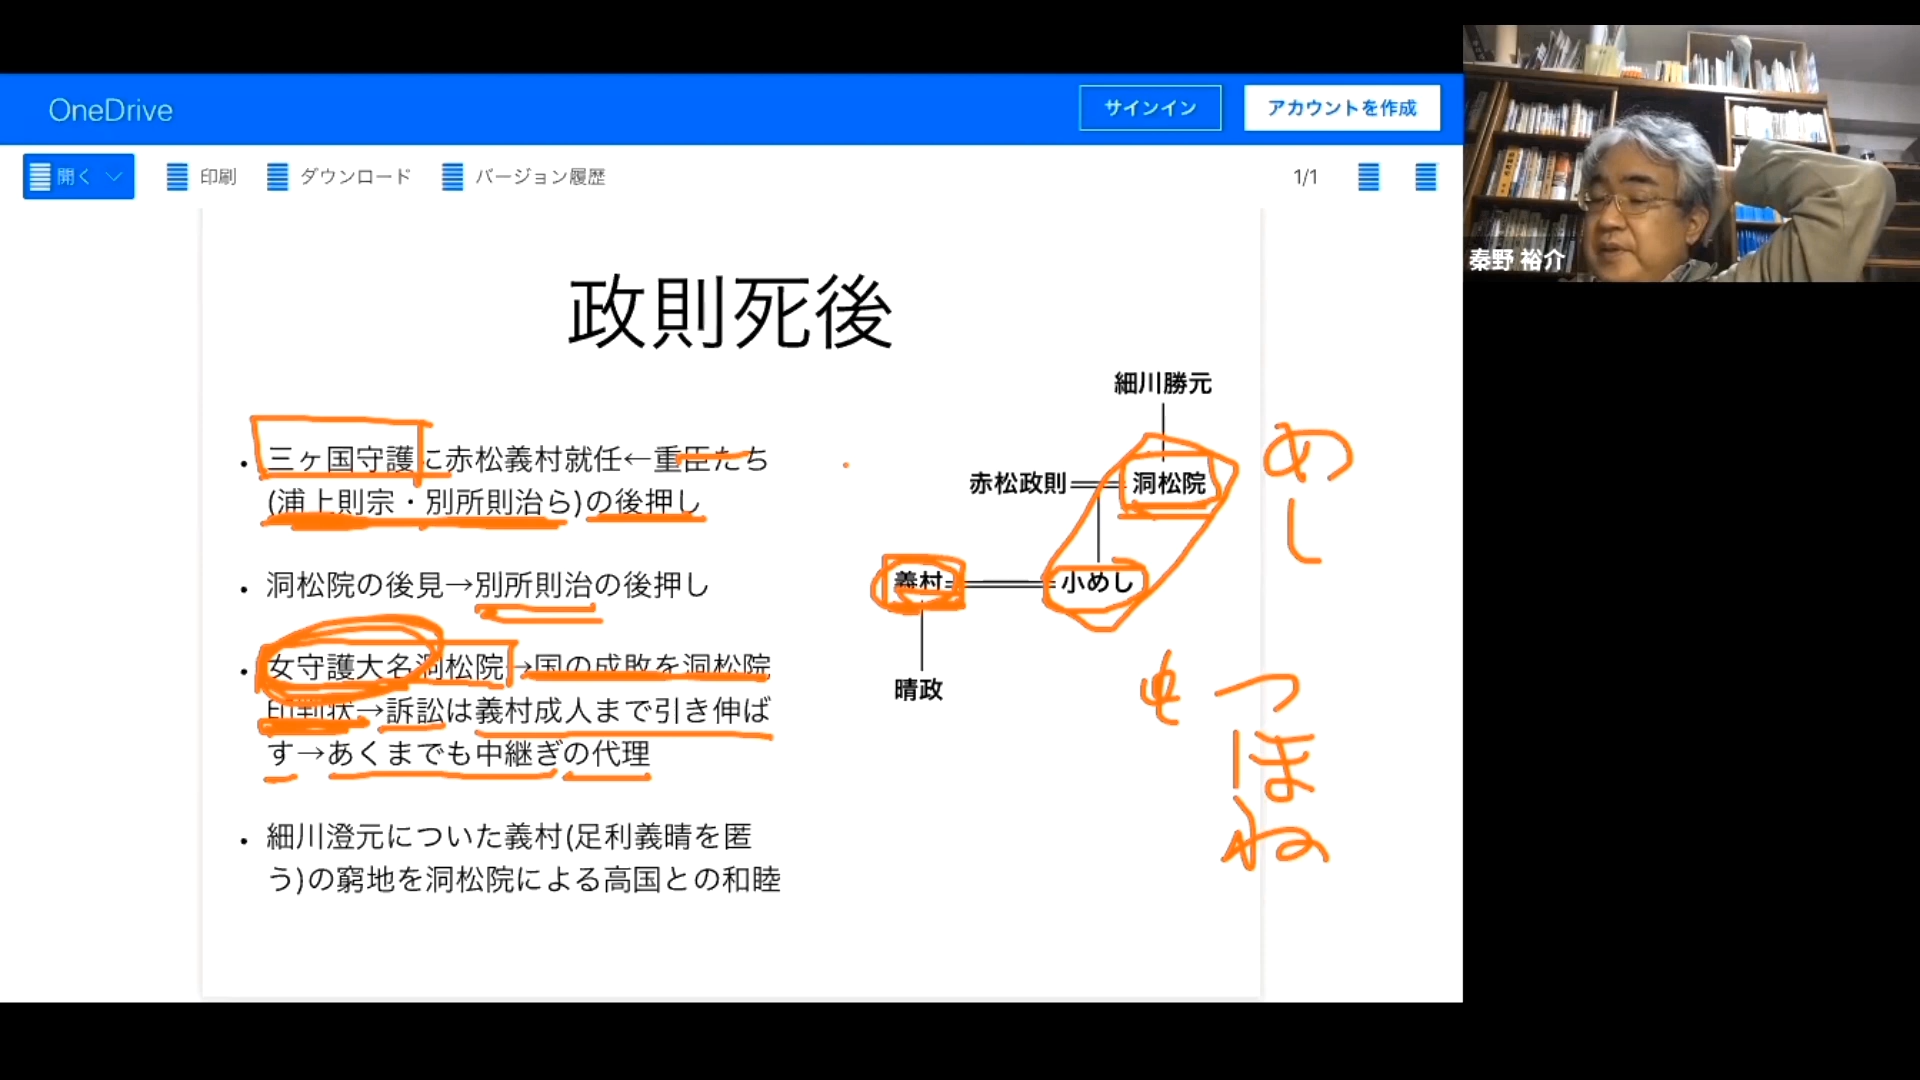 OneDrive
サインイン
アカウントを作成
開く
印刷
ダウンロード
バージョン履歴
1/1
秦野 裕介
政則死後
・三ヶ国守護に赤松義村就任←重臣たち
(浦上則宗・別所則治ら)の後押し
・洞松院の後見→別所則治の後押し
・女守護大名洞松院→国の成敗を洞松院
印判状→訴訟は義村成人まで引き伸ば
す→あくまでも中継ぎの代理
・細川澄元についた義村(足利義晴を匿
う)の窮地を洞松院による高国との和睦
細川勝元
赤松政則
洞松院
義村
小めし
晴政
めし
つぼね